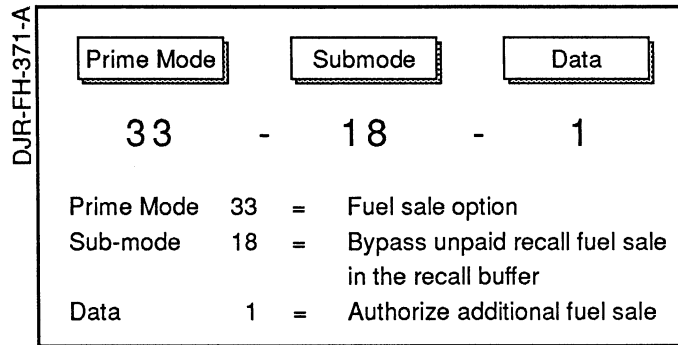 DJR-FH-371-A
Prime Mode Submode Data
33 - 18 - 1
Prime Mode 33 = Fuel sale option
Sub-mode 18 = Bypass unpaid recall fuel sale
in the recall buffer
Data 1 = Authorize additional fuel sale